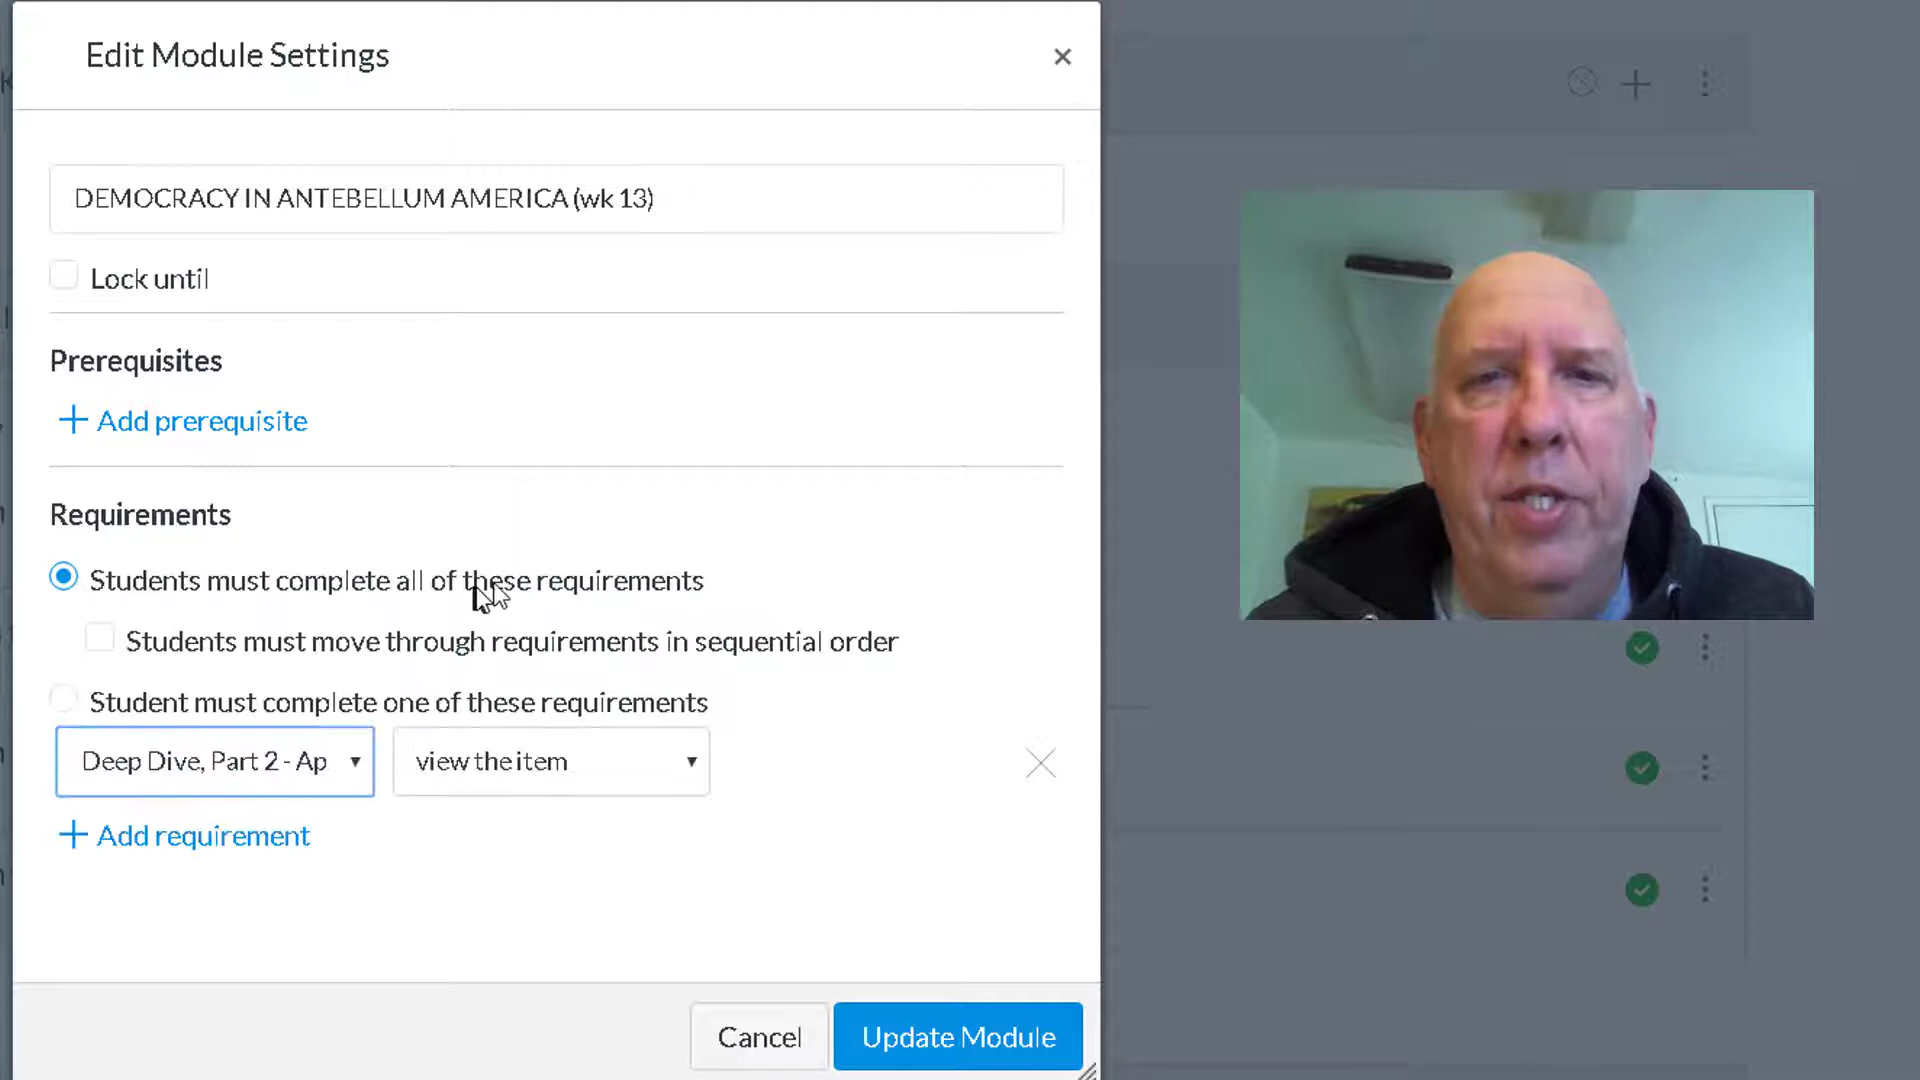 Edit Module Settings
DEMOCRACY IN ANTEBELLUM AMERICA (wk 13)
Lock until
Prerequisites
Add prerequisite
Requirements
Students must complete all of these requirements
Students must move through requirements in sequential order
Student must complete one of these requirements
Deep Dive, Part 2 - Ap view the item
Add requirement
Cancel Update Module